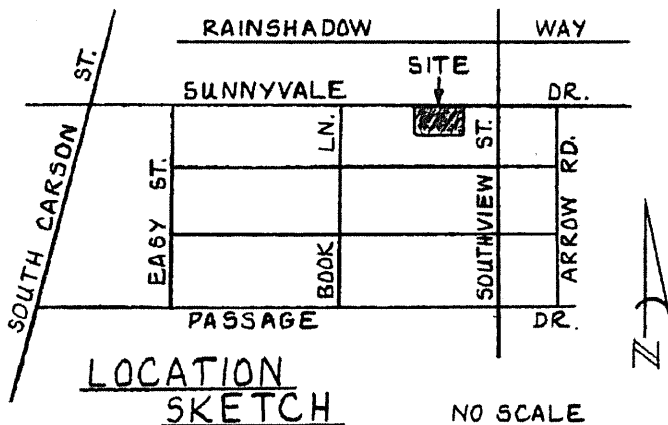 RAINSHADOW WAY
SITE
SUNNYVALE DR.
SOUTH CARSON ST.
EASY ST.
BOOK LN.
SOUTHVIEW ST.
ARROW RD.
PASSAGE DR.
N
LOCATION
SKETCH
NO SCALE